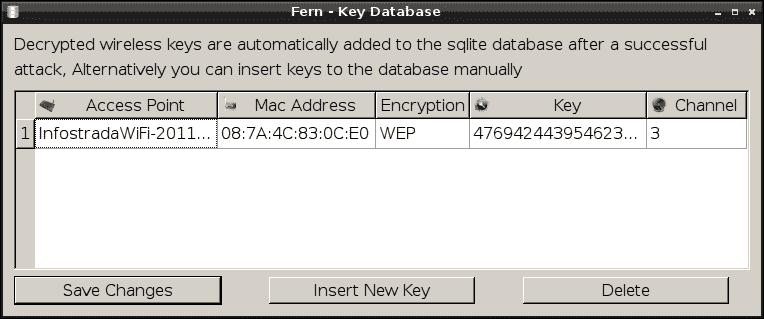 Fern - Key Database
Decrypted wireless keys are automatically added to the sqlite database after a successful
attack, Alternatively you can insert keys to the database manually
Access Point Mac Address Encryption Key Channel
1 InfostradaWiFi-2011... 08:7A:4C:83:0C:E0 WEP 476942443954623... 3
Save Changes Insert New Key Delete